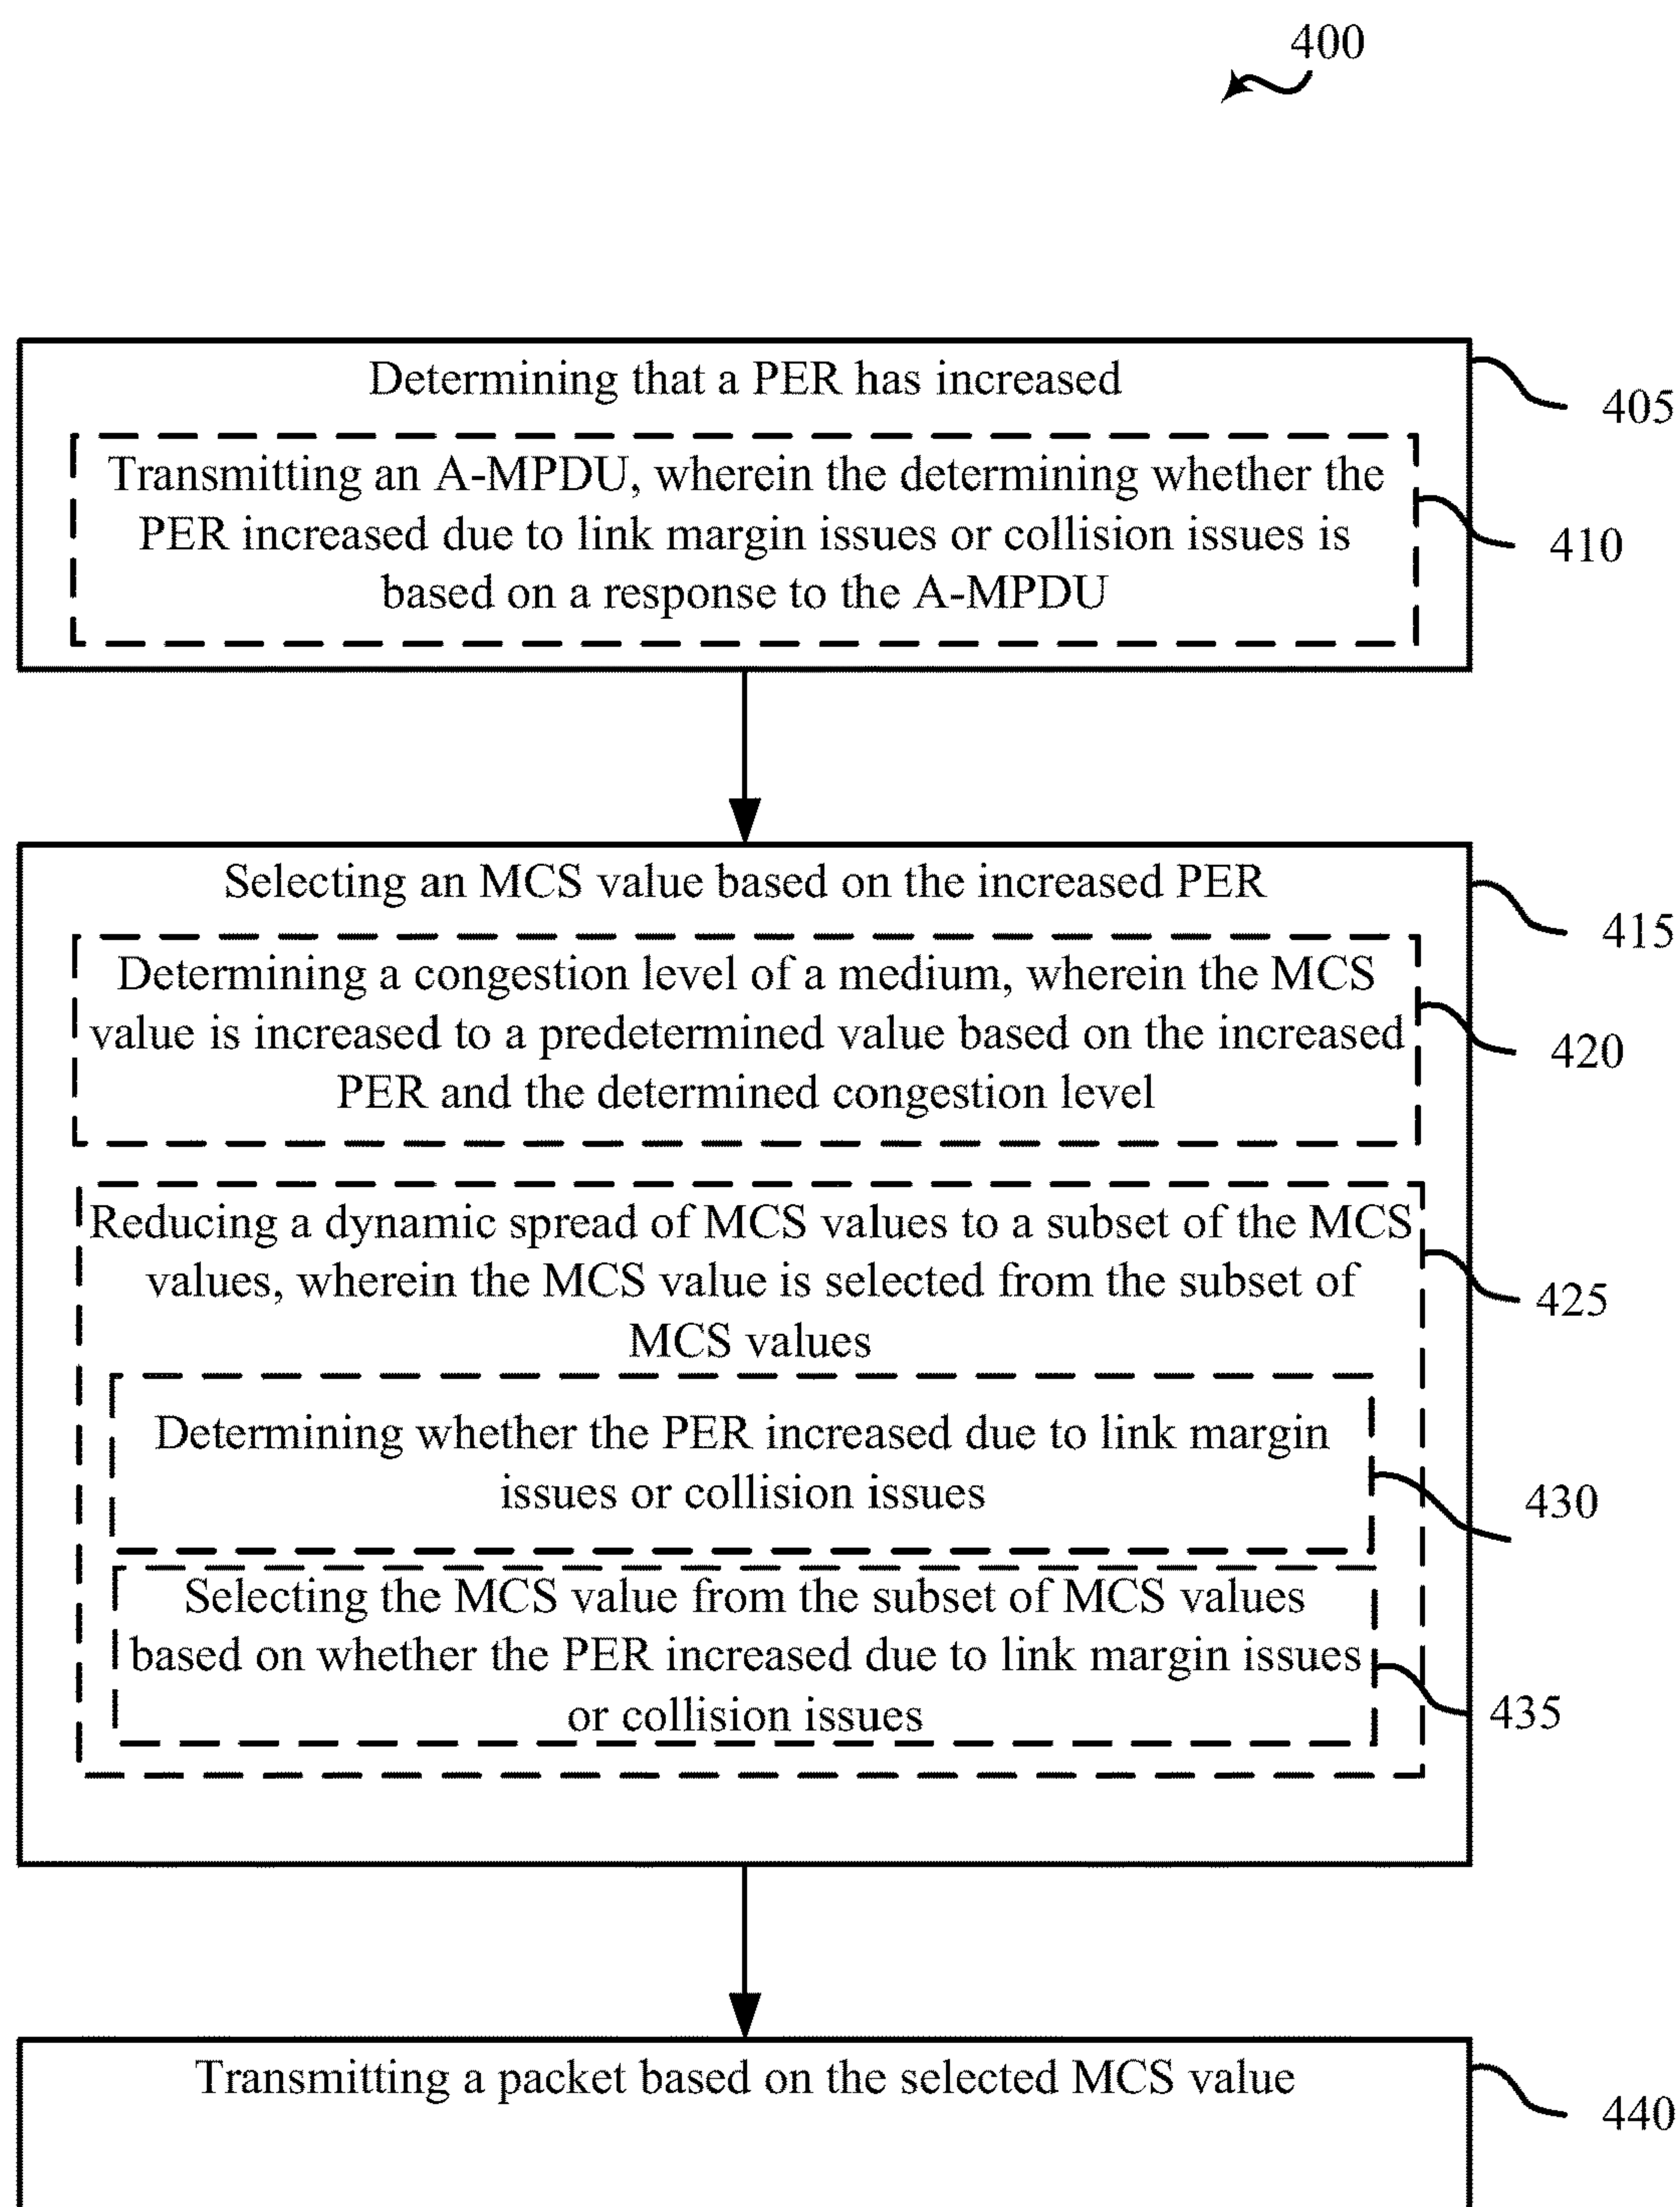 400
Determining that a PER has increased
405
Transmitting an A-MPDU, wherein the determining whether the
PER increased due to link margin issues or collision issues is
based on a response to the A-MPDU
410
Selecting an MCS value based on the increased PER
415
Determining a congestion level of a medium, wherein the MCS
value is increased to a predetermined value based on the increased
PER and the determined congestion level
420
Reducing a dynamic spread of MCS values to a subset of the MCS
values, wherein the MCS value is selected from the subset of
MCS values
425
Determining whether the PER increased due to link margin
issues or collision issues
430
Selecting the MCS value from the subset of MCS values
based on whether the PER increased due to link margin issues
or collision issues
435
Transmitting a packet based on the selected MCS value
440